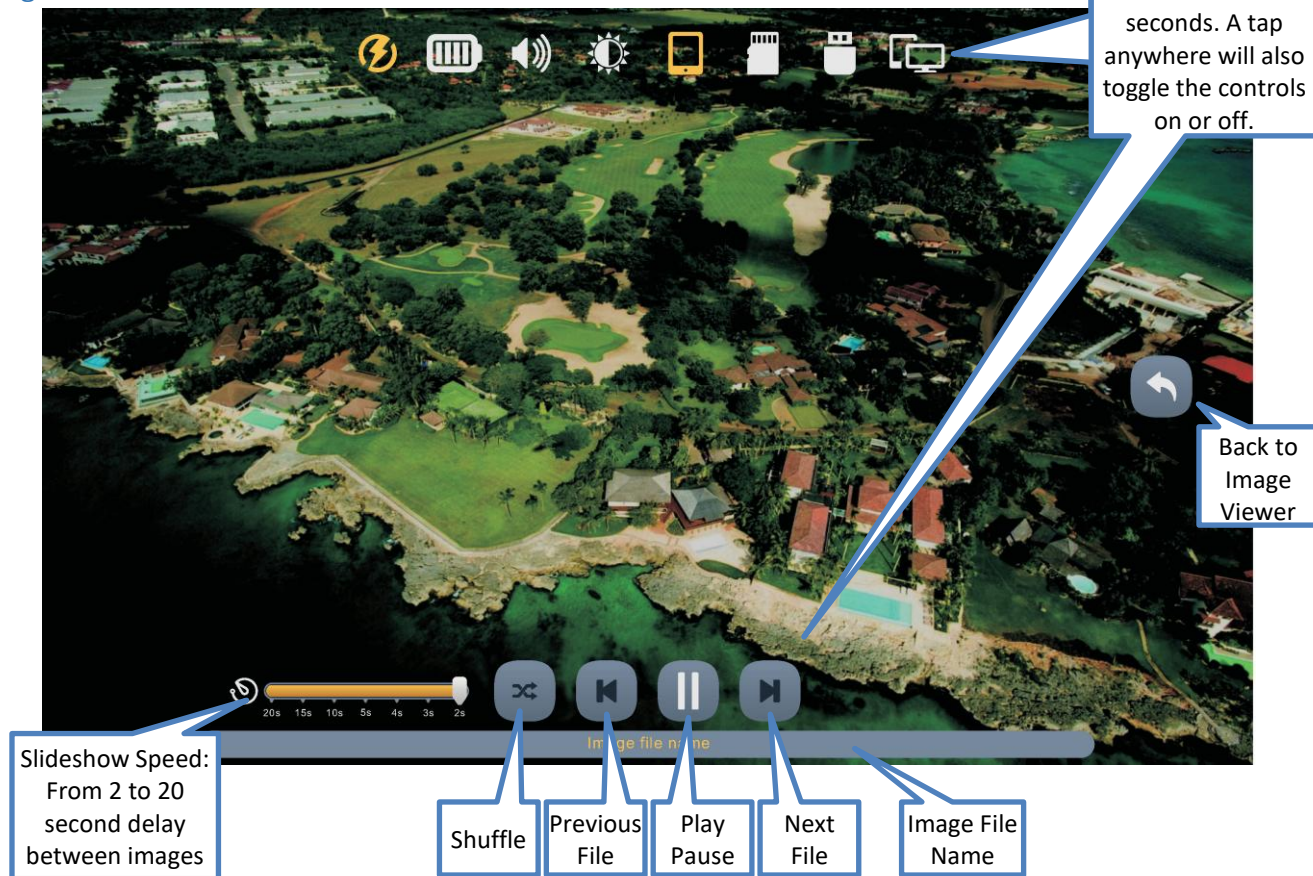 seconds. A tap
anywhere will also
toggle the controls
on or off.
Back to
Image
Viewer
20s 15s 10s 5s 4s 3s 2s
Image file name
Slideshow Speed:
From 2 to 20
second delay
between images
Shuffle
Previous
File
Play
Pause
Next
File
Image File
Name